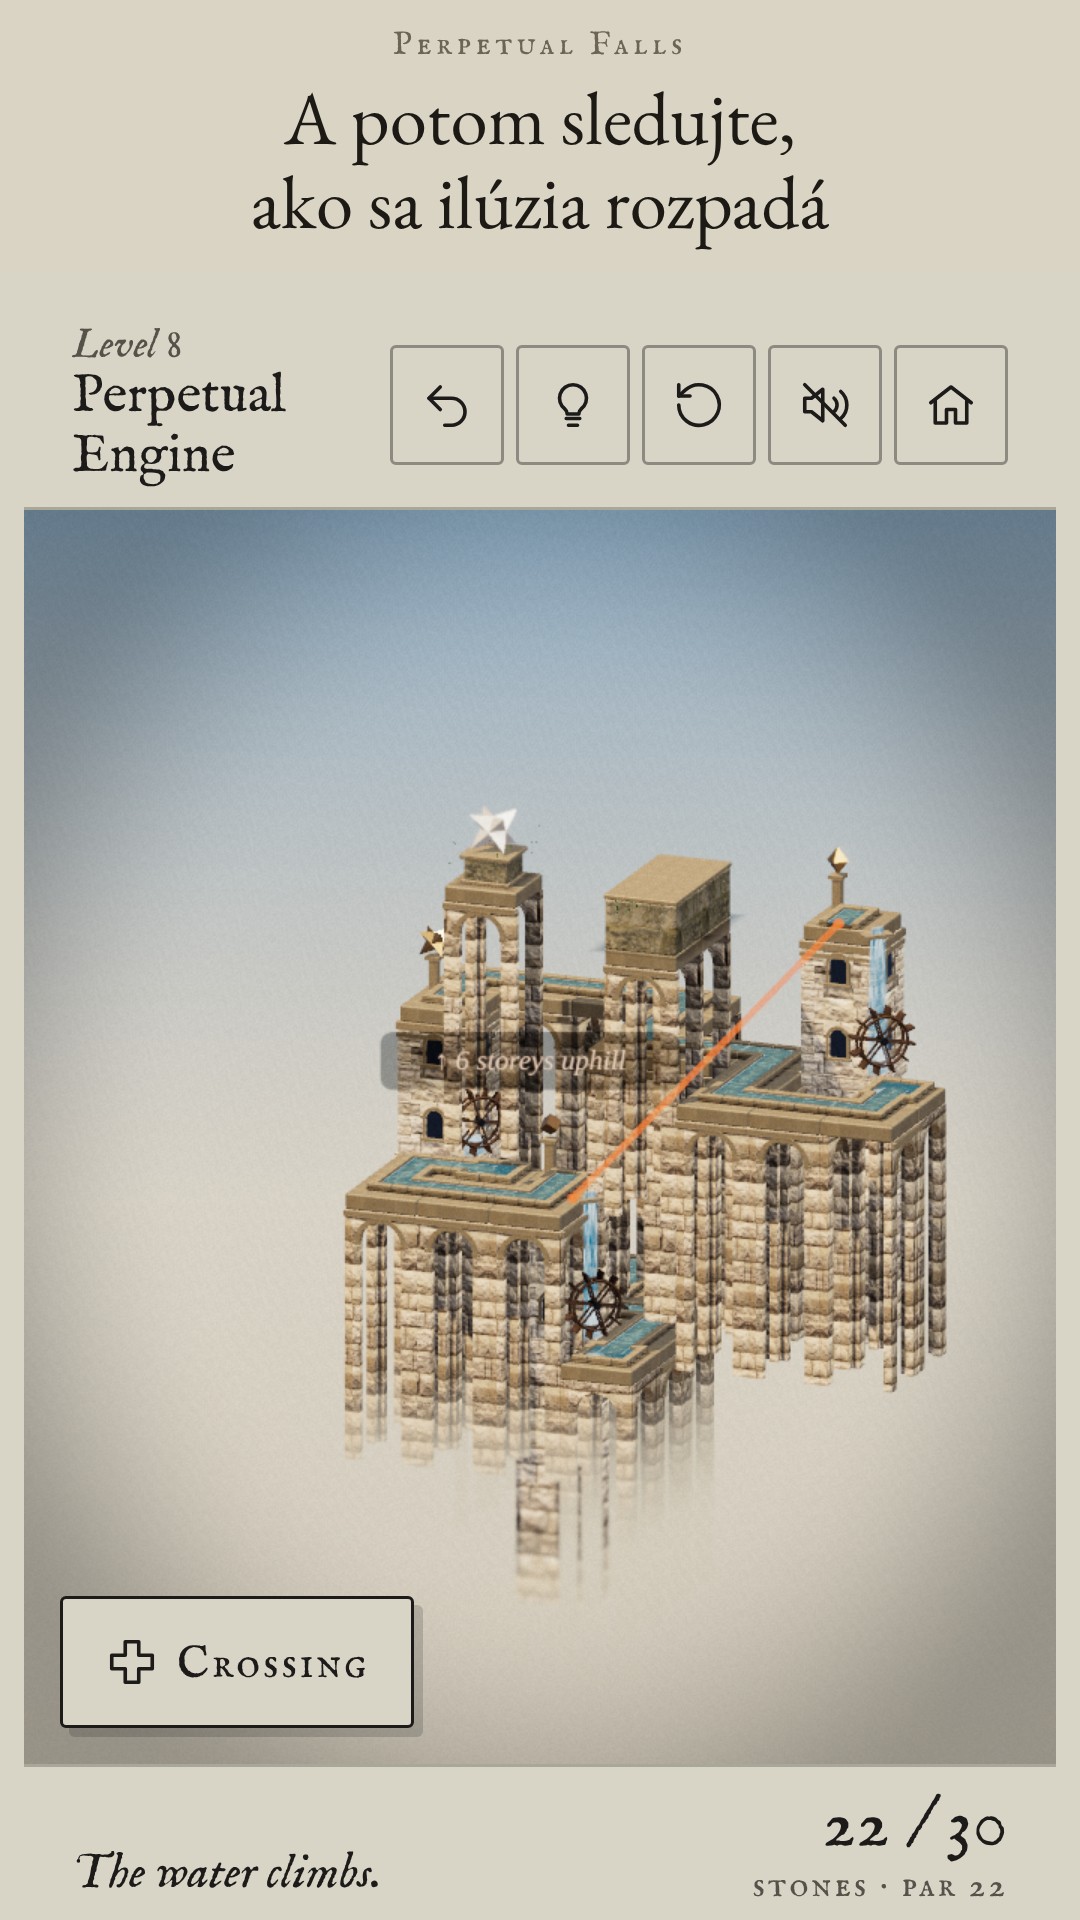 Perpetual Falls
A potom sledujte,
ako sa ilúzia rozpadá
Level 8
Perpetual
Engine
↑ 6 storeys uphill
Crossing
The water climbs.
22 / 30
stones · par 22